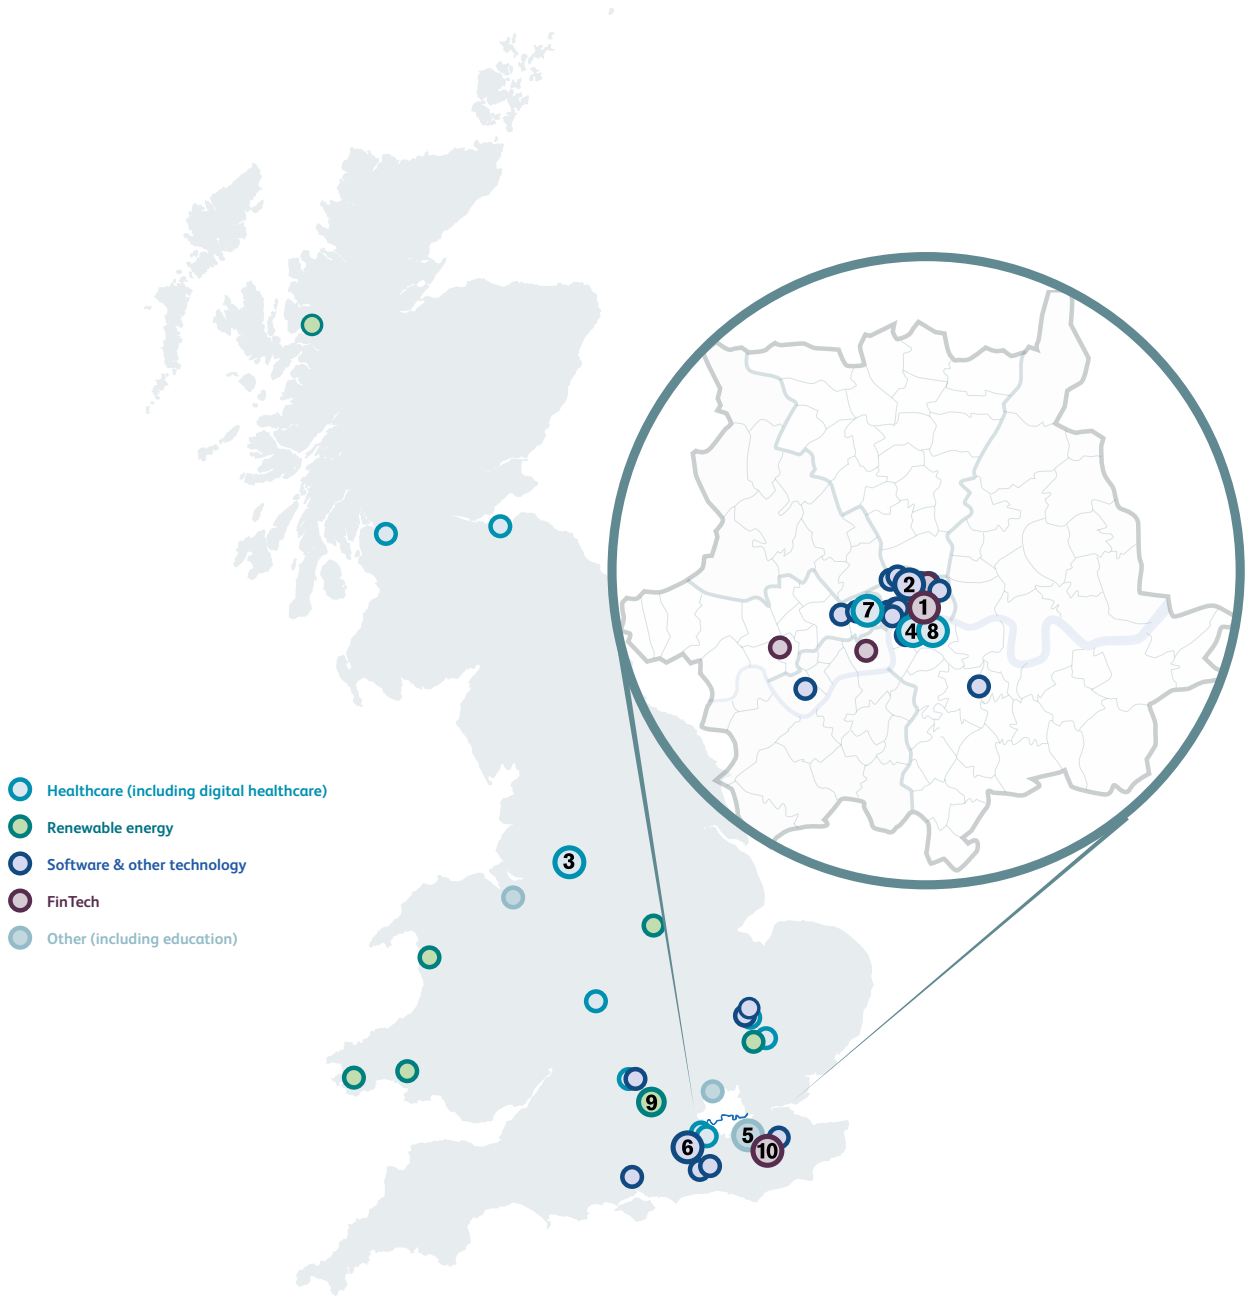 2
7
1
4
8
Healthcare (including digital healthcare)
Renewable energy
Software & other technology
FinTech
Other (including education)
3
9
6
5
10